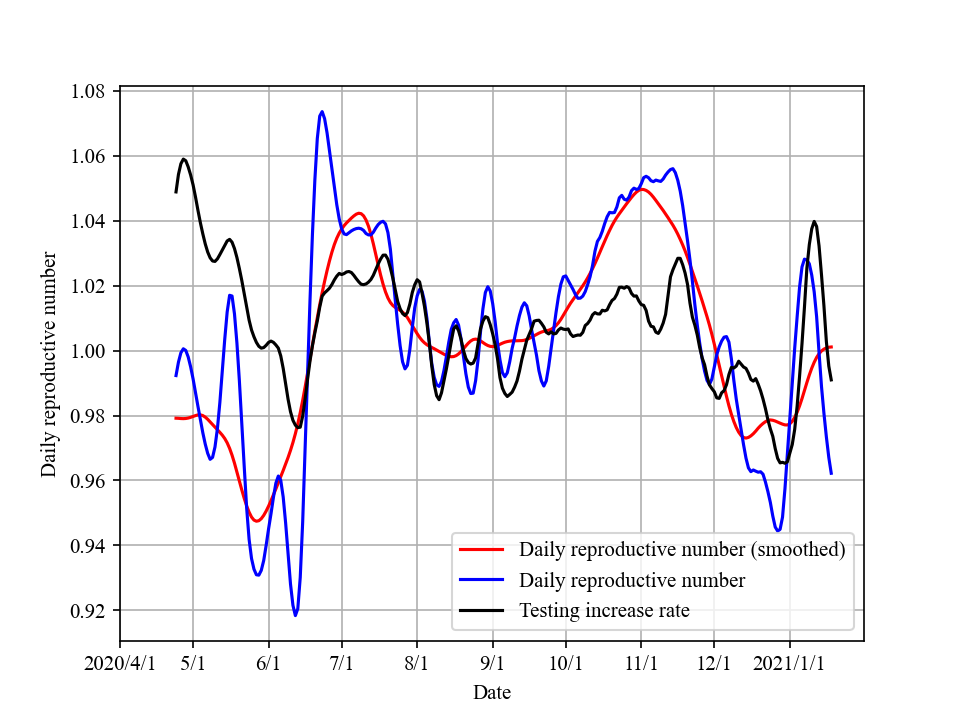 1.08
1.06
1.04
1.02
1.00
0.98
0.96
0.94
0.92
Daily reproductive number
Daily reproductive number (smoothed)
Daily reproductive number
Testing increase rate
2020/4/1 5/1 6/1 7/1 8/1 9/1 10/1 11/1 12/1 2021/1/1
Date